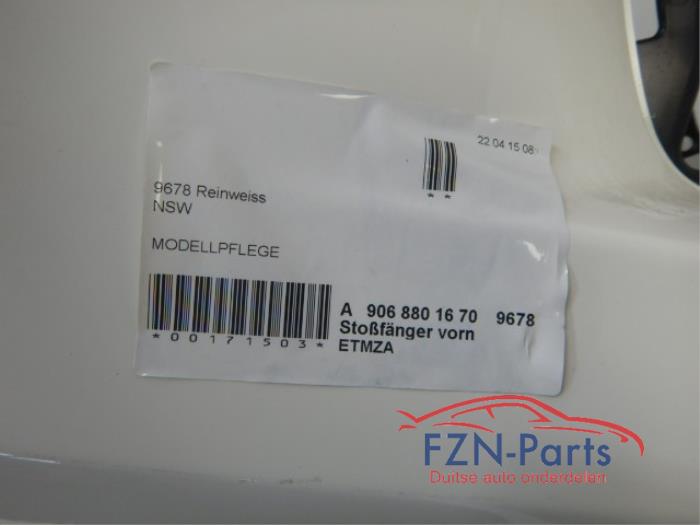 22 04 15 08
* *
9678 Reinweiss
NSW
MODELLPFLEGE
*00171503*
A 906 880 16 70 9678
Stoßfänger vorn
ETMZA
FZN-Parts
Duitse auto onderdelen